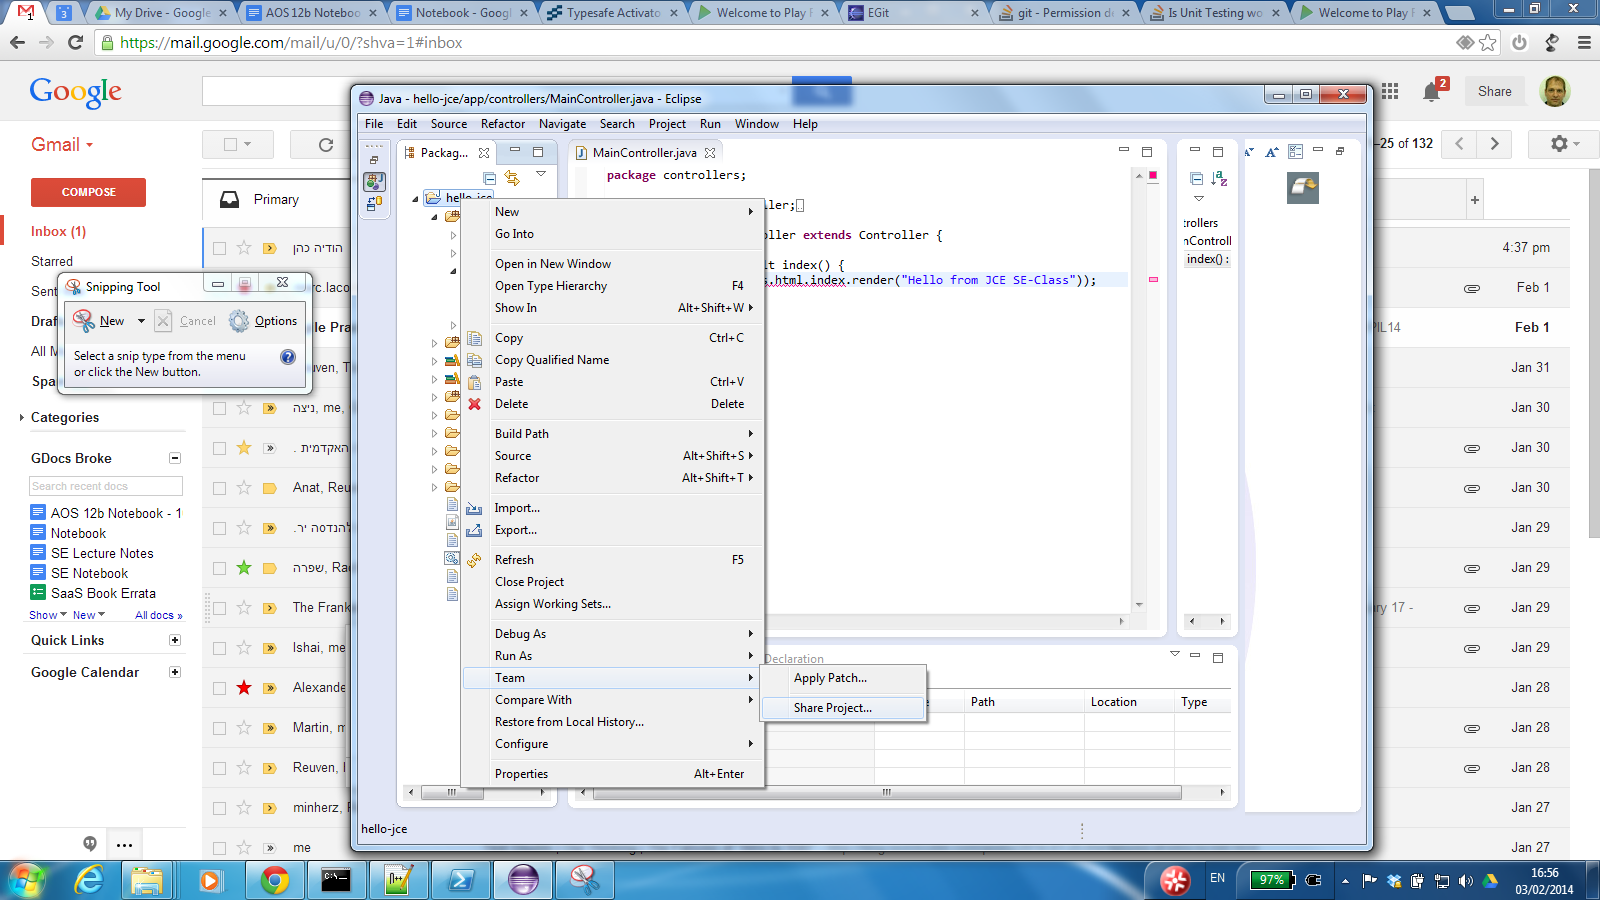 My Drive - Google
AOS 12b Notebo
Notebook - Goog
Typesafe Activato
Welcome to Play
EGit
git - Permission de
Is Unit Testing wo
Welcome to Play F
https://mail.google.com/mail/u/0/?shva=1#inbox
Google
2
Share
Gmail
25 of 132
COMPOSE
Primary
Inbox (1)
Starred
Sent
Draf
All M
Spa
Categories
GDocs Broke
Search recent docs
AOS 12b Notebook - 1
Notebook
SE Lecture Notes
SE Notebook
SaaS Book Errata
Show
New
All docs »
Quick Links
Google Calendar
הודיה כהן
rc.laco
le Pra
uven, T
ניצה, me,
האקדמית .
Anat, Reu
להנדסה יר.
שפרה, Ra
The Frank
Ishai, me
Alexande
Martin, m
Reuven, I
minherz, F
me
4:37 pm
Feb 1
PIL14
Feb 1
Jan 31
Jan 30
Jan 30
Jan 30
Jan 29
Jan 29
ry 17 -
Jan 29
Jan 28
Jan 28
Jan 28
Jan 28
Jan 27
Jan 27
Snipping Tool
New
Cancel
Options
Select a snip type from the menu
or click the New button.
Java - hello-jce/app/controllers/MainController.java - Eclipse
File Edit Source Refactor Navigate Search Project Run Window Help
Packag...
MainController.java
hello-jce
package controllers;
ller;
oller extends Controller {
lt index() {
s.html.index.render("Hello from JCE SE-Class"));
trollers
nControll
index() :
New
Go Into
Open in New Window
Open Type Hierarchy F4
Show In Alt+Shift+W
Copy Ctrl+C
Copy Qualified Name
Paste Ctrl+V
Delete Delete
Build Path
Source Alt+Shift+S
Refactor Alt+Shift+T
Import...
Export...
Refresh F5
Close Project
Assign Working Sets...
Debug As
Run As
Team
Compare With
Restore from Local History...
Configure
Properties Alt+Enter
Apply Patch...
Share Project...
Declaration
Path Location Type
hello-jce
EN
97%
16:56
03/02/2014